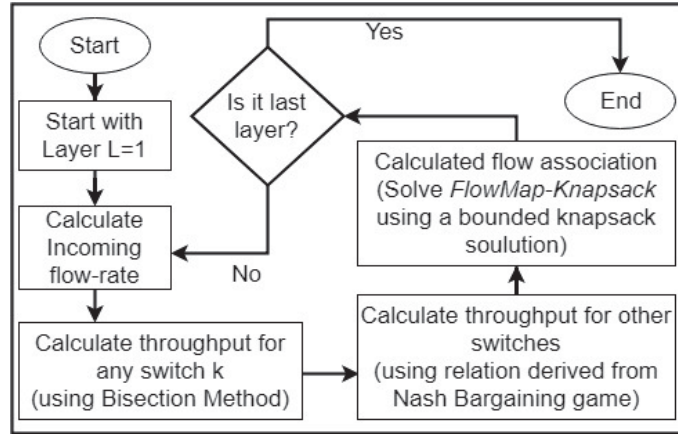 Start
Start with
Layer L=1
Calculate
Incoming
flow-rate
Calculate throughput for
any switch k
(using Bisection Method)
Calculate throughput for other
switches
(using relation derived from
Nash Bargaining game)
Calculated flow association
(Solve FlowMap-Knapsack
using a bounded knapsack
soulution)
Is it last
layer?
No
Yes
End